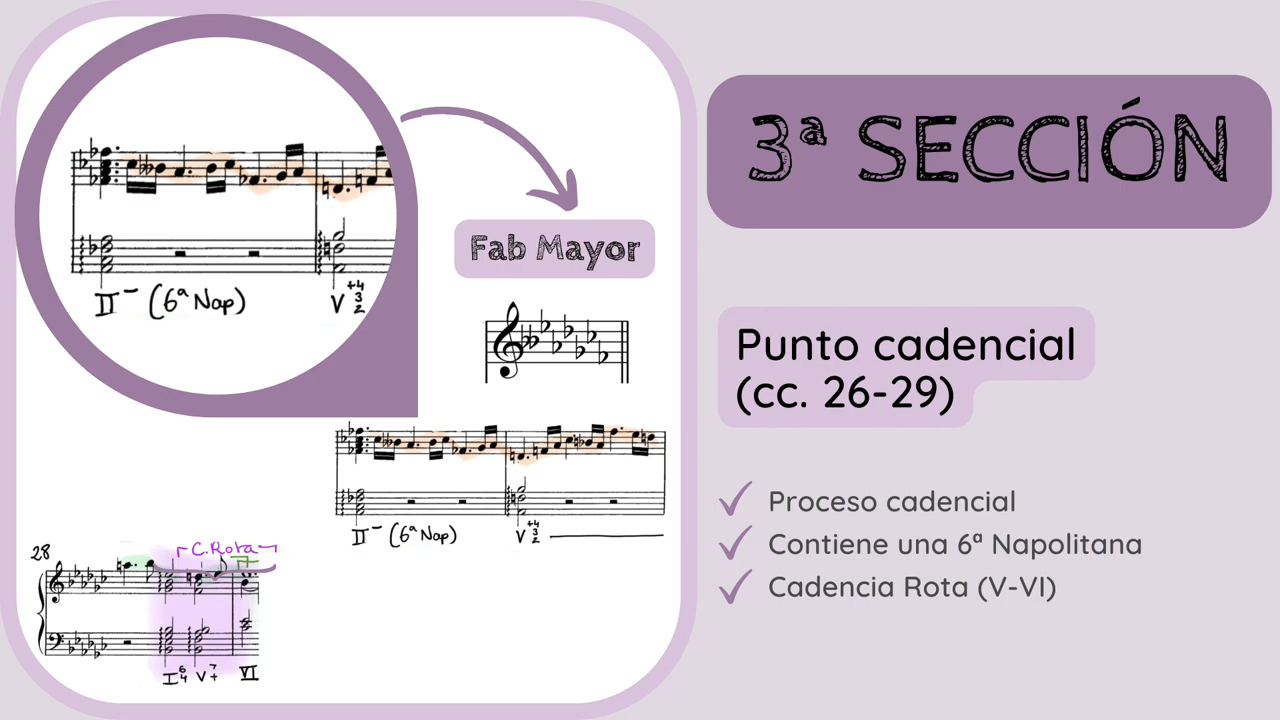 3ª SECCIÓN
Punto cadencial
(cc. 26-29)
Proceso cadencial
Contiene una 6ª Napolitana
Cadencia Rota (V-VI)
Fab Mayor
II⁻ (6ª Nap)
V +4 3 2
II⁻ (6ª Nap)
V +4 3 2
28
C. Rota
I 6 4 V 7 + VI